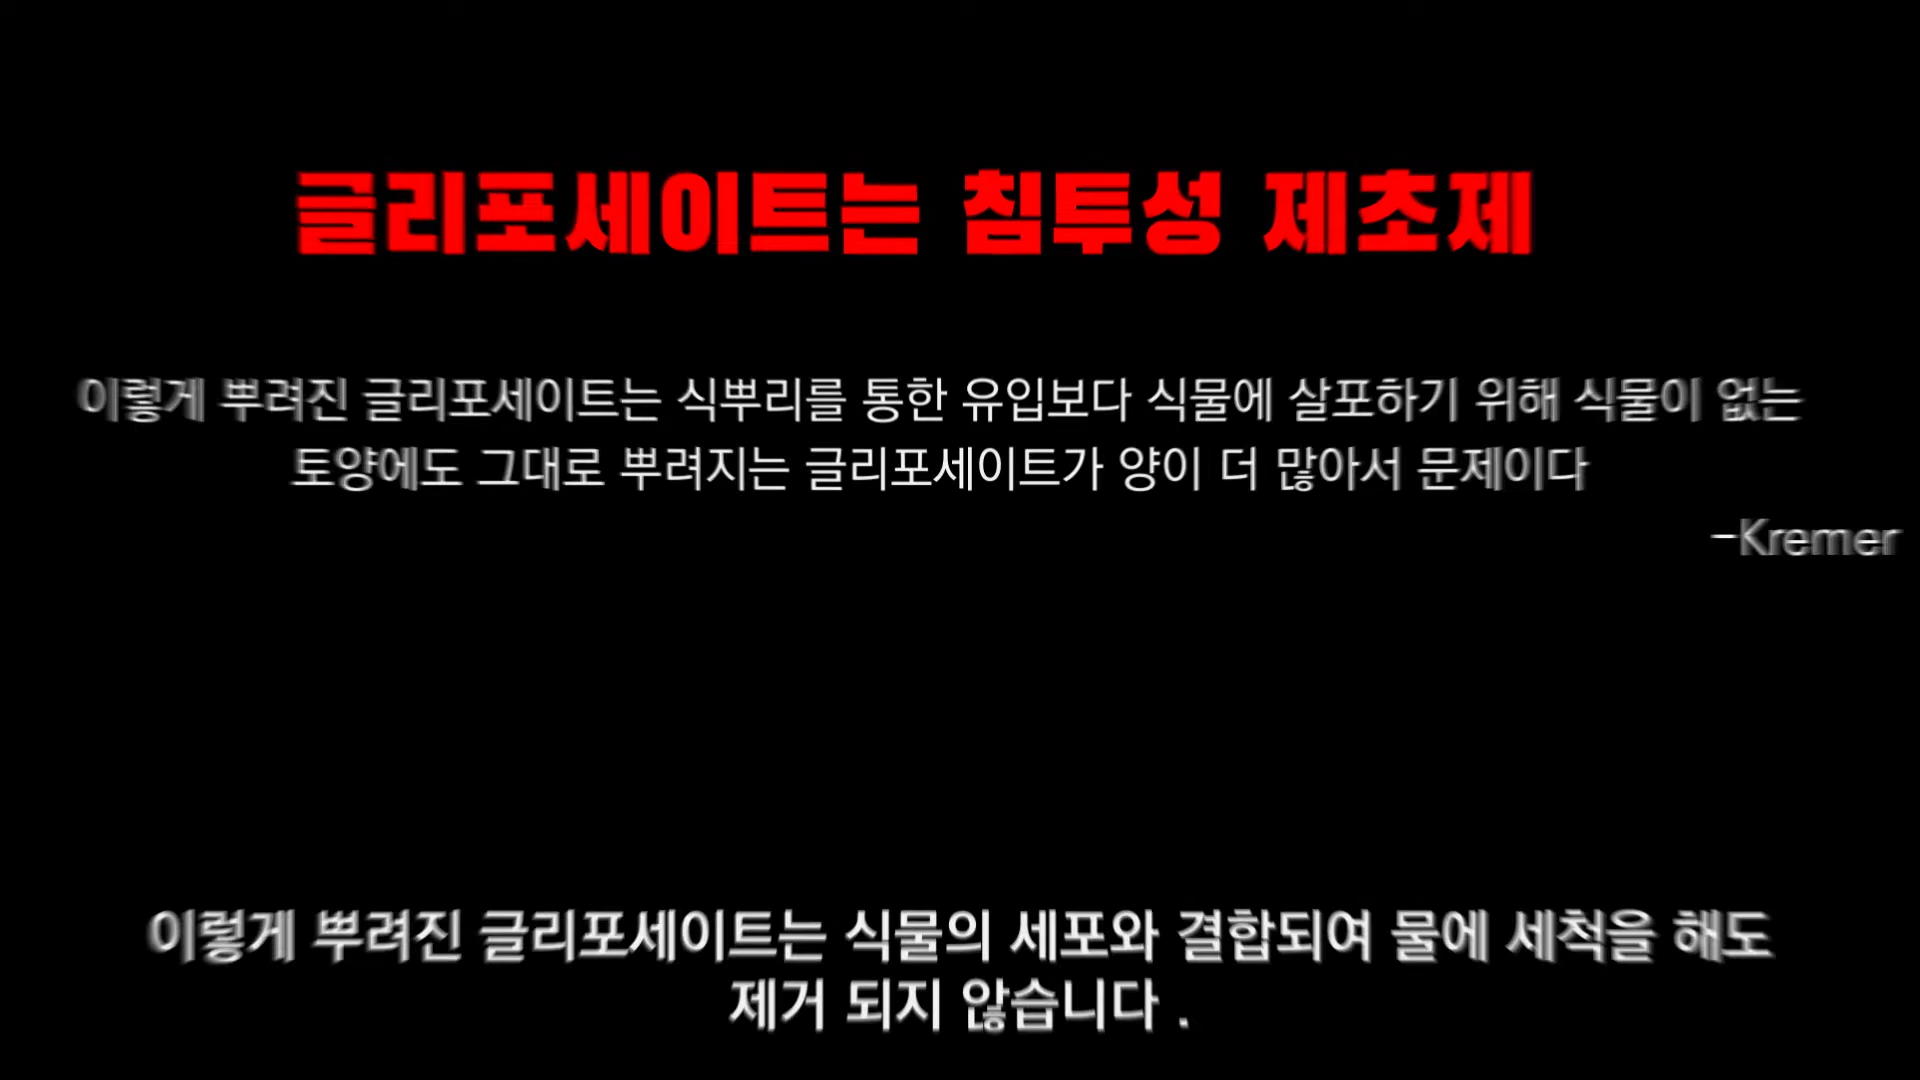 글리포세이트는 침투성 제초제
이렇게 뿌려진 글리포세이트는 식뿌리를 통한 유입보다 식물에 살포하기 위해 식물이 없는
토양에도 그대로 뿌려지는 글리포세이트가 양이 더 많아서 문제이다
-Kremer
이렇게 뿌려진 글리포세이트는 식물의 세포와 결합되여 물에 세척을 해도
제거 되지 않습니다 .